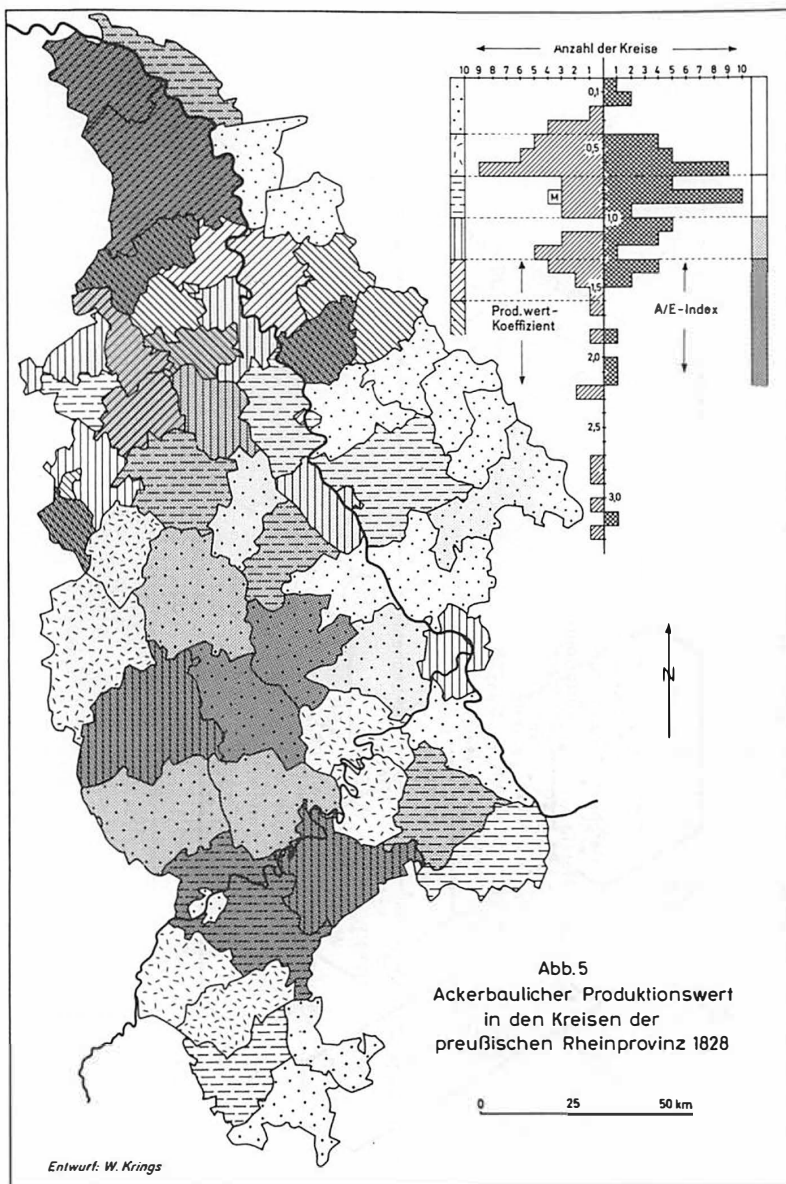 Anzahl der Kreise
10 9 8 7 6 5 4 3 2 1 1 2 3 4 5 6 7 8 9 10
0,1
0,5
M
1,0
1,5
Prod.wert-
Koeffizient
A/E-Index
2,0
2,5
3,0
N
Abb.5
Ackerbaulicher Produktionswert
in den Kreisen der
preußischen Rheinprovinz 1828
0 25 50 km
Entwurf: W. Krings